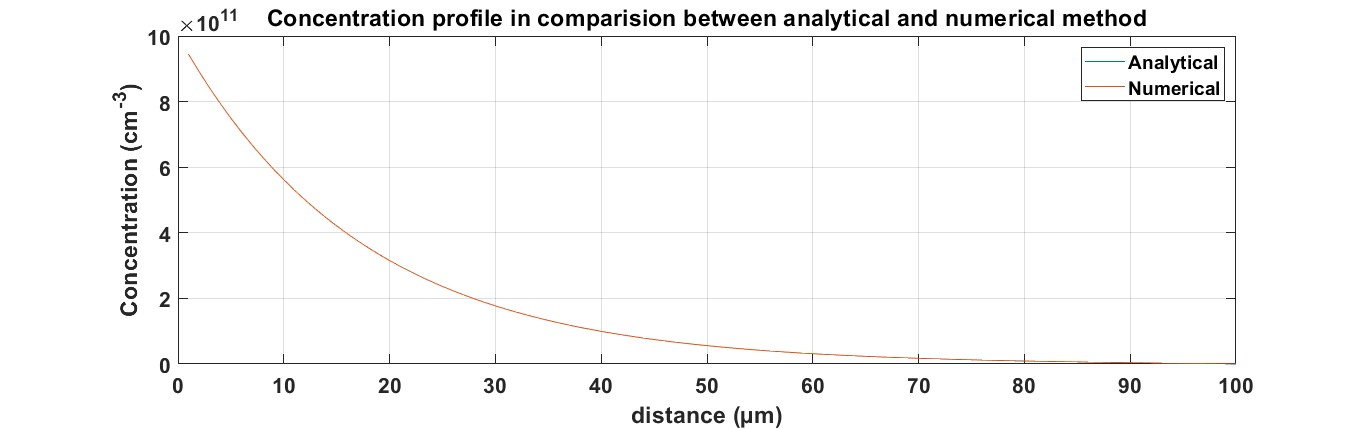 Concentration profile in comparision between analytical and numerical method
×10^11
10
8
6
4
2
0
Concentration (cm^-3)
Analytical
Numerical
0 10 20 30 40 50 60 70 80 90 100
distance (μm)